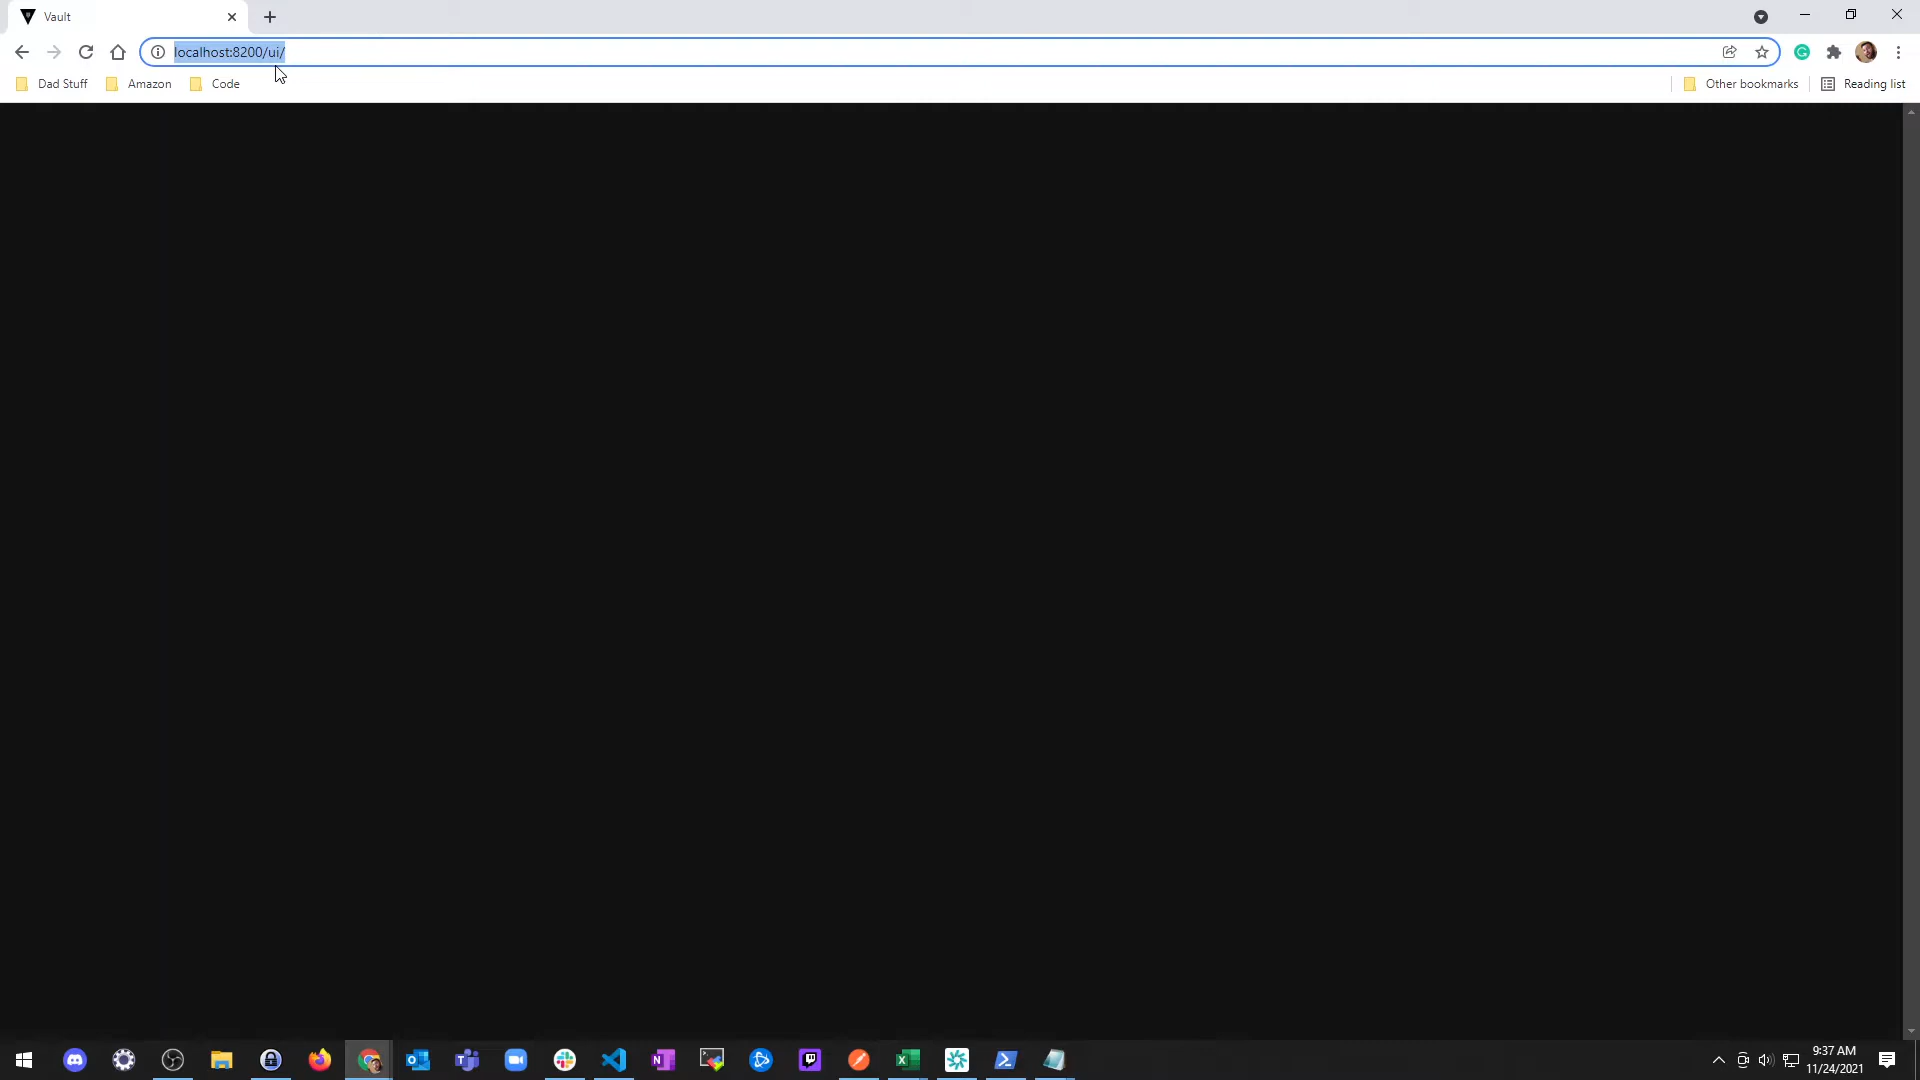 Vault
localhost:8200/ui/
Dad Stuff
Amazon
Code
Other bookmarks
Reading list
9:37 AM
11/24/2021